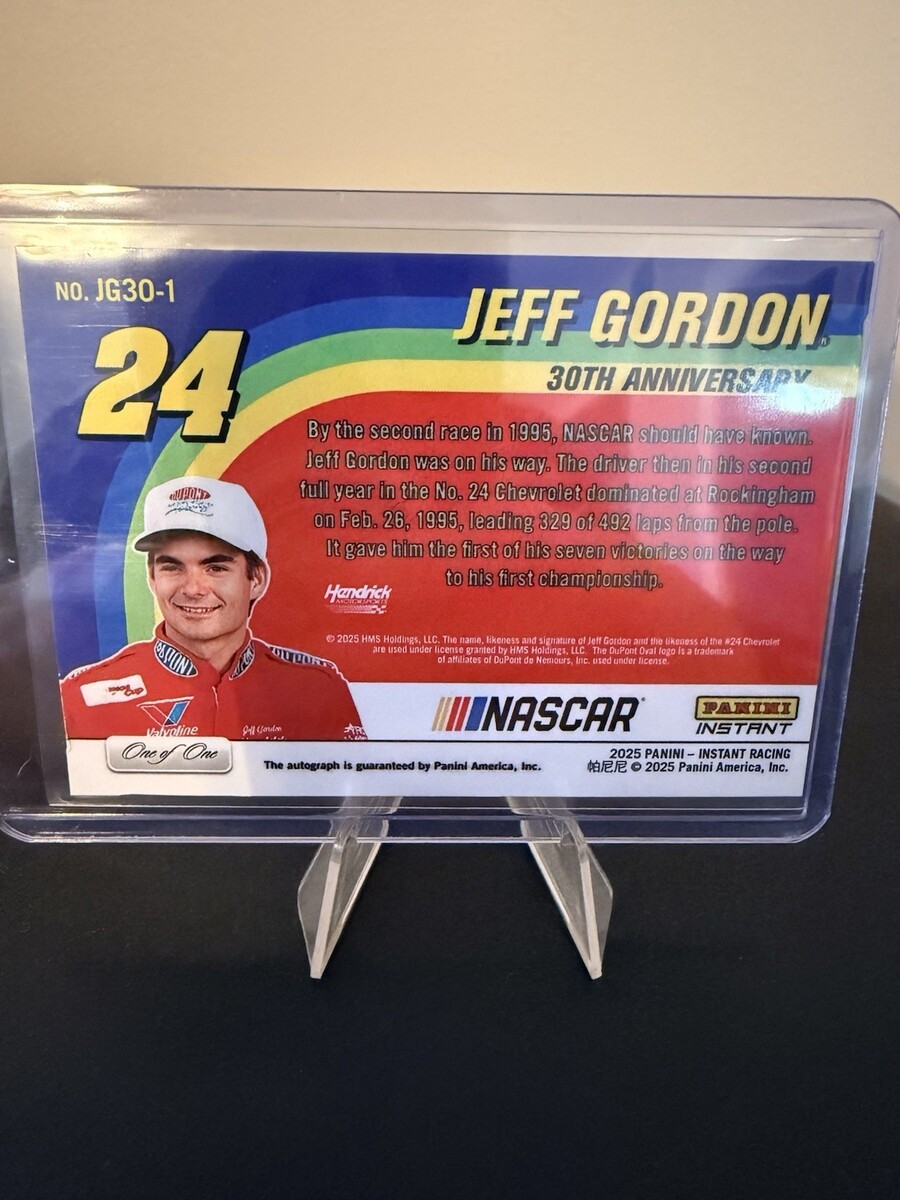 NO. JG30-1
JEFF GORDON
24
30TH ANNIVERSARY
By the second race in 1995, NASCAR should have known.
Jeff Gordon was on his way. The driver then in his second
full year in the No. 24 Chevrolet dominated at Rockingham
on Feb. 26, 1995, leading 329 of 492 laps from the pole.
It gave him the first of his seven victories on the way
to his first championship.
DUPONT
Hendrick
MOTORSPORTS
© 2025 HMS Holdings, LLC. The name, likeness and signature of Jeff Gordon and the likeness of the #24 Chevrolet
are used under license granted by HMS Holdings, LLC. The DuPont Oval logo is a trademark
of affiliates of DuPont de Nemours, Inc. used under license.
DUPONT
DUPONT
Valvoline
Jeff Gordon
NASCAR
PANINI
INSTANT
One of One
The autograph is guaranteed by Panini America, Inc.
2025 PANINI – INSTANT RACING
帕尼尼 © 2025 Panini America, Inc.